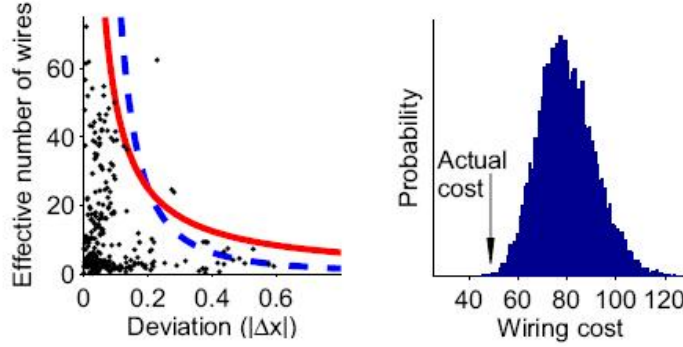 Effective number of wires
60
40
20
0
0
0.2
0.4
0.6
Deviation (|Δx|)
Probability
Actual
cost
40
60
80
100
120
Wiring cost